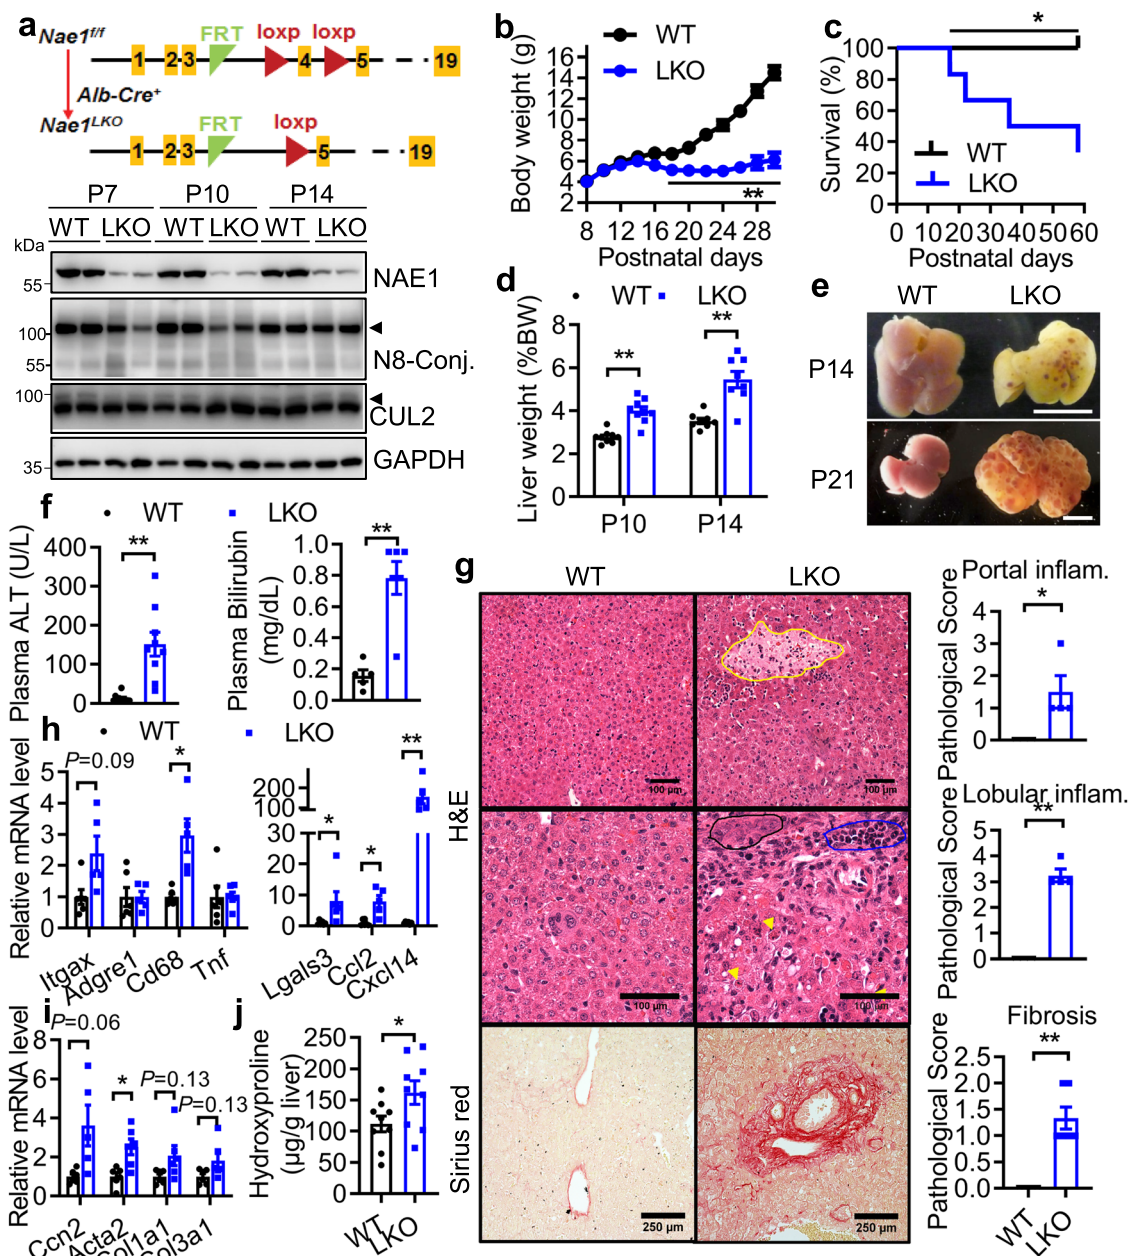 a
Nae1f/f
FRT
loxp
loxp
1
2
3
4
5
19
Alb-Cre+
Nae1LKO
FRT
loxp
1
2
3
5
19
P7
P10
P14
WT
LKO
WT
LKO
WT
LKO
kDa
55
NAE1
100
55
N8-Conj.
100
CUL2
35
GAPDH
b
Body weight (g)
16
14
12
10
8
6
4
2
WT
LKO
**
8
12
16
20
24
28
Postnatal days
c
Survival (%)
100
80
60
40
20
0
*
WT
LKO
0
10
20
30
40
50
60
Postnatal days
d
WT
LKO
Liver weight (%BW)
8
6
4
2
0
**
**
P10
P14
e
WT
LKO
P14
P21
f
WT
LKO
Plasma ALT (U/L)
400
300
200
100
0
**
Plasma Bilirubin
(mg/dL)
1.0
0.8
0.6
0.4
0.2
0.0
**
g
WT
LKO
H&E
Sirius red
100 µm
100 µm
100 µm
100 µm
250 µm
250 µm
Portal inflam.
Pathological Score
4
3
2
1
0
*
Lobular inflam.
Pathological Score
5
4
3
2
1
0
**
Fibrosis
Pathological Score
2.5
2.0
1.5
1.0
0.5
0.0
**
WT
LKO
h
WT
LKO
Relative mRNA level
5
4
3
2
1
0
P=0.09
*
Itgax
Adgre1
Cd68
Tnf
200
100
30
20
10
0
*
*
**
Lgals3
Ccl2
Cxcl14
i
Relative mRNA level
8
6
4
2
0
P=0.06
*
P=0.13
P=0.13
Ccn2
Acta2
Col1a1
Col3a1
j
Hydroxyproline
(µg/g liver)
250
200
150
100
50
0
*
WT
LKO